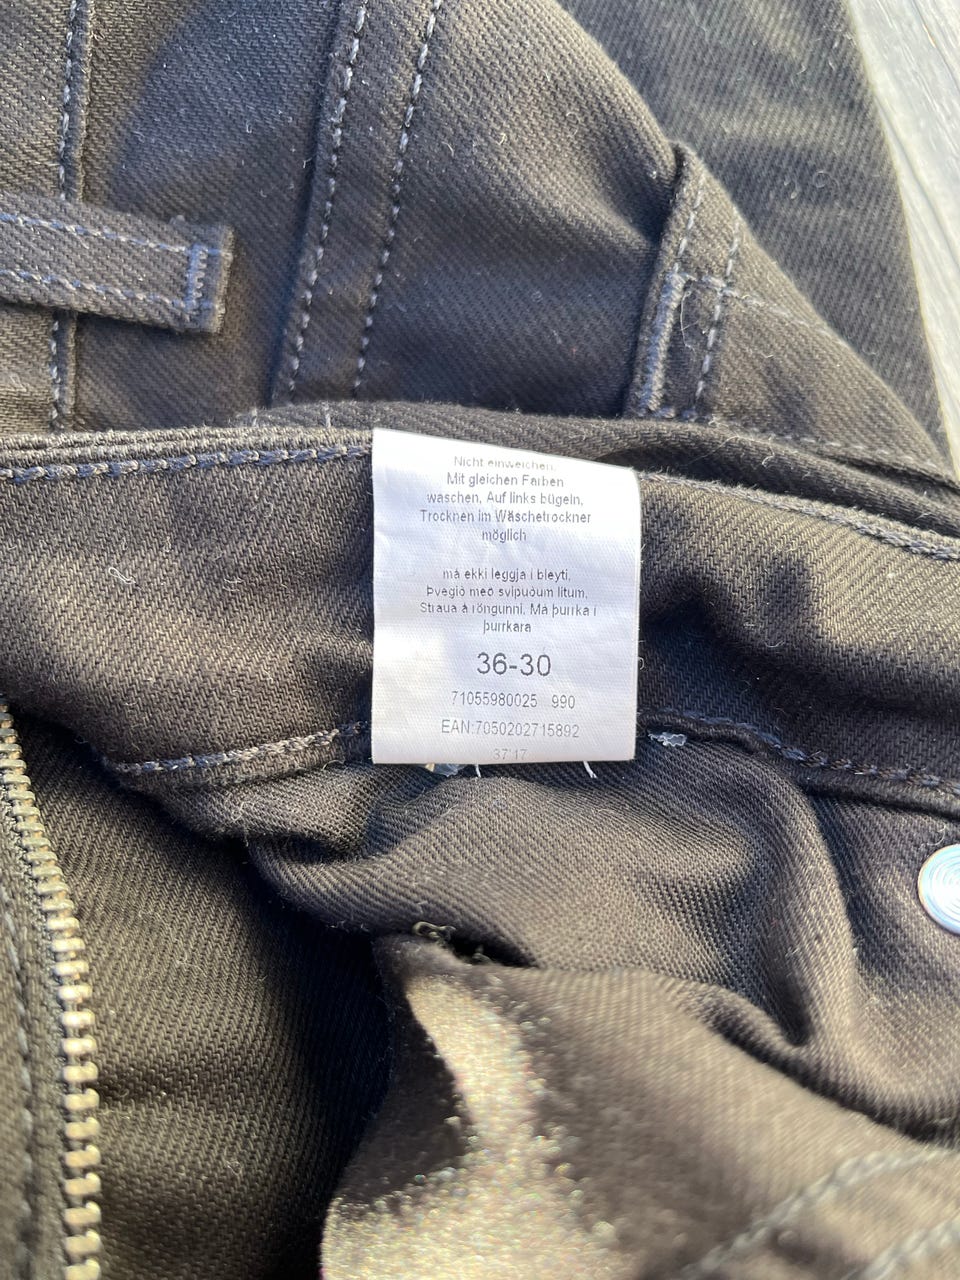 Nicht einweichen.
Mit gleichen Farben
waschen, Auf links bügeln,
Trocknen im Wäschetrockner
möglich
má ekki leggja í bleyti,
Þvegið með svipuðum litum,
Straua á röngunni, Má þurrka í
þurrkara
36-30
71055980025 990
EAN:7050202715892
37'17